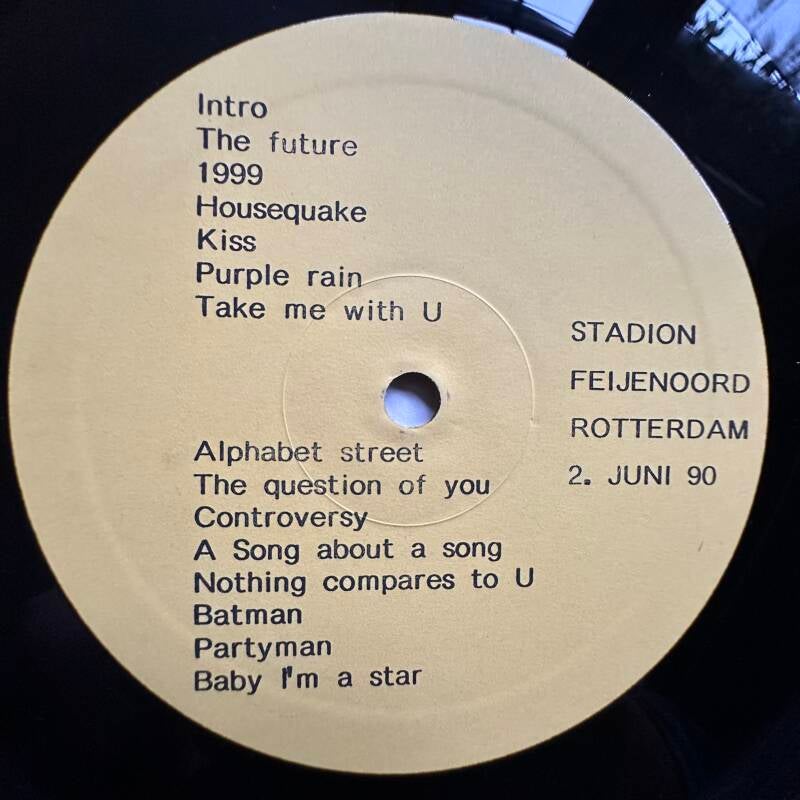 Intro
The future
1999
Housequake
Kiss
Purple rain
Take me with U
STADION
FEIJENOORD
ROTTERDAM
2. JUNI 90
Alphabet street
The question of you
Controversy
A Song about a song
Nothing compares to U
Batman
Partyman
Baby I'm a star